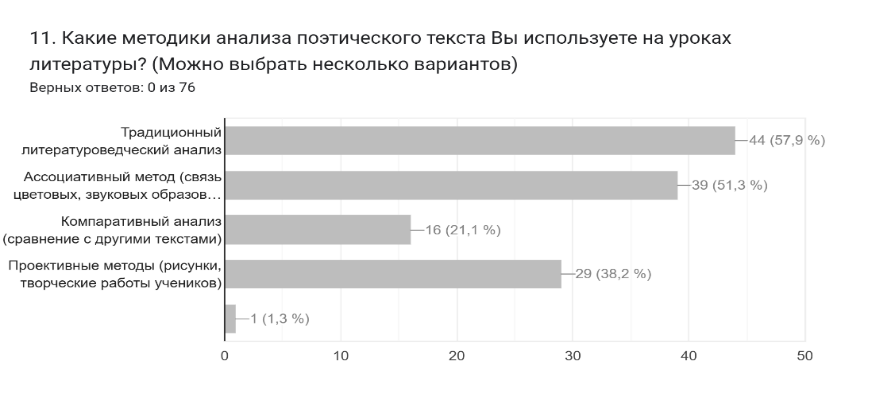 11. Какие методики анализа поэтического текста Вы используете на уроках
литературы? (Можно выбрать несколько вариантов)
Верных ответов: 0 из 76
Традиционный
литературоведческий анализ
44 (57,9 %)
Ассоциативный метод (связь
цветовых, звуковых образов…
39 (51,3 %)
Компаративный анализ
(сравнение с другими текстами)
16 (21,1 %)
Проективные методы (рисунки,
творческие работы учеников)
29 (38,2 %)
1 (1,3 %)
0 10 20 30 40 50